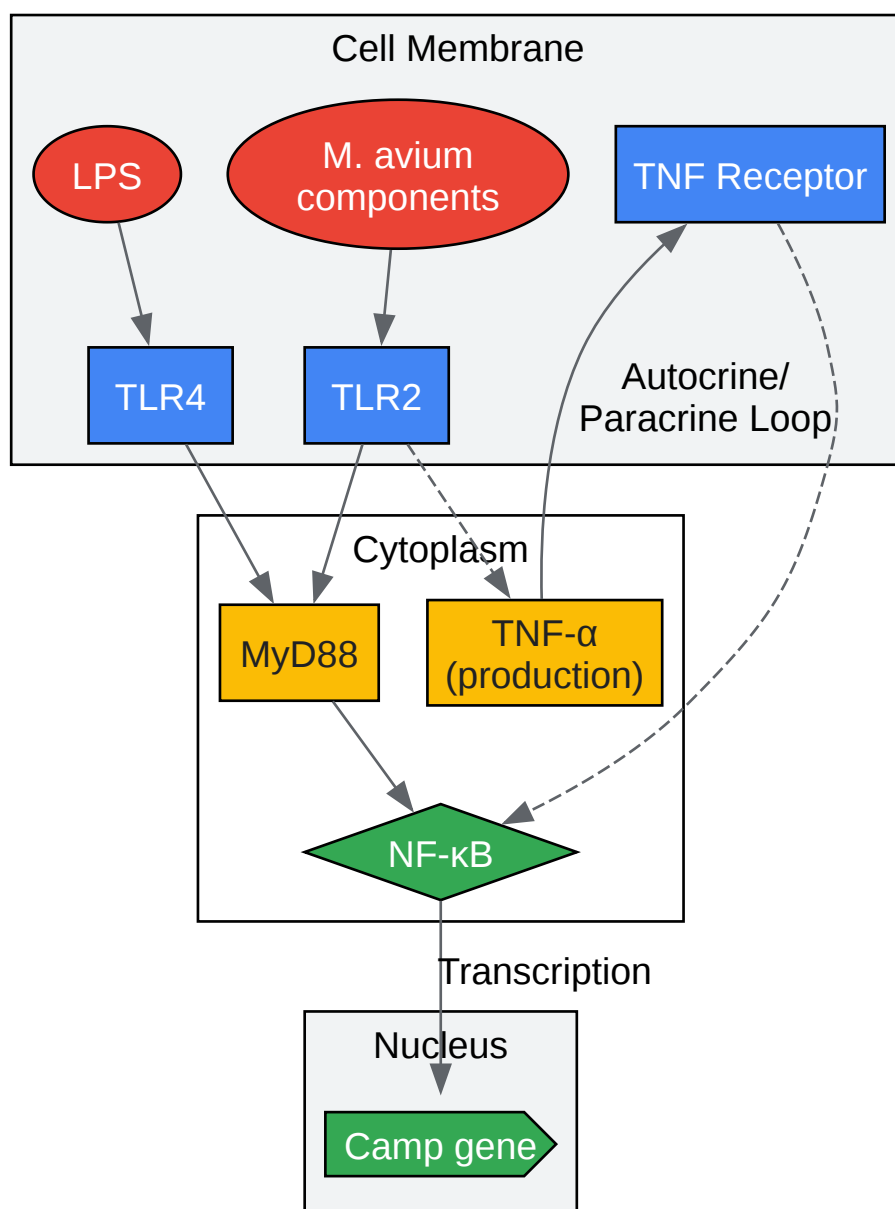 Cell Membrane
LPS
M. avium
components
TNF Receptor
TLR4
TLR2
Autocrine/
Paracrine Loop
Cytoplasm
MyD88
TNF-α
(production)
NF-κB
Transcription
Nucleus
Camp gene